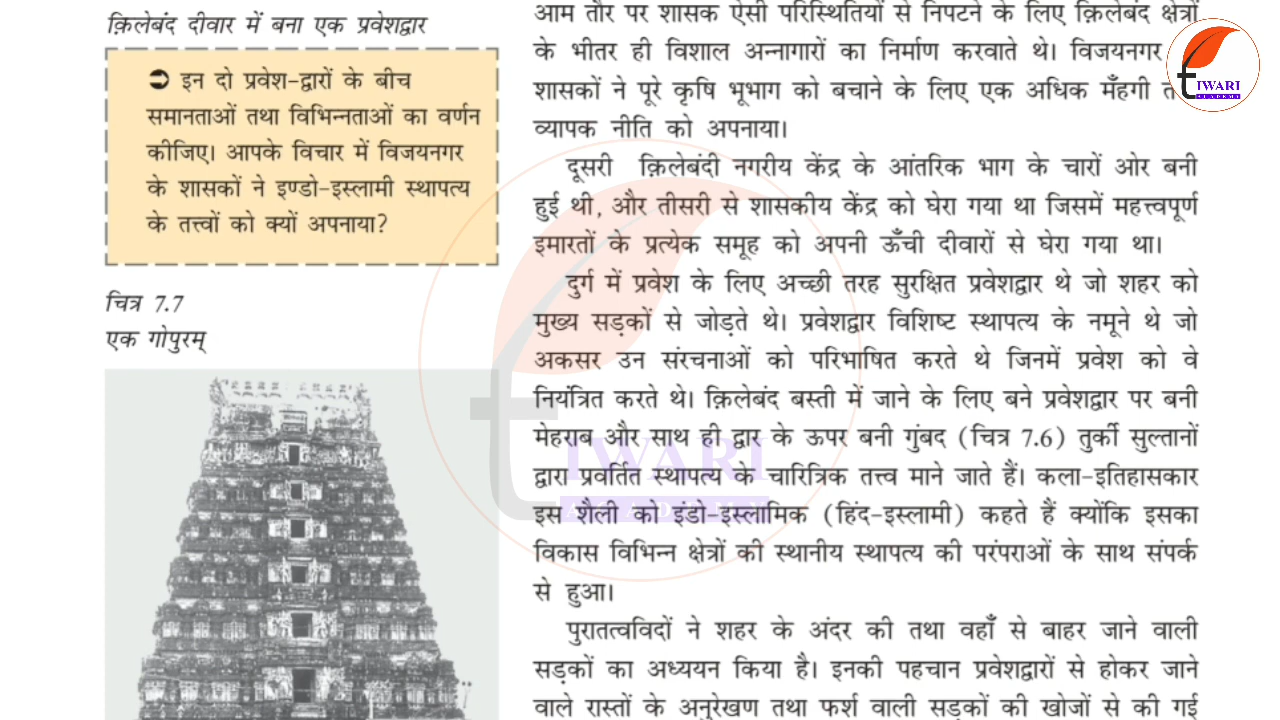 क़िलेबंद दीवार में बना एक प्रवेशद्वार
➲ इन दो प्रवेश-द्वारों के बीच
समानताओं तथा विभिन्नताओं का वर्णन
कीजिए। आपके विचार में विजयनगर
के शासकों ने इण्डो-इस्लामी स्थापत्य
के तत्त्वों को क्यों अपनाया?
चित्र 7.7
एक गोपुरम्
आम तौर पर शासक ऐसी परिस्थितियों से निपटने के लिए क़िलेबंद क्षेत्रों
के भीतर ही विशाल अन्नागारों का निर्माण करवाते थे। विजयनगर
शासकों ने पूरे कृषि भूभाग को बचाने के लिए एक अधिक मँहगी
व्यापक नीति को अपनाया।
दूसरी क़िलेबंदी नगरीय केंद्र के आंतरिक भाग के चारों ओर बनी
हुई थी, और तीसरी से शासकीय केंद्र को घेरा गया था जिसमें महत्त्वपूर्ण
इमारतों के प्रत्येक समूह को अपनी ऊँची दीवारों से घेरा गया था।
दुर्ग में प्रवेश के लिए अच्छी तरह सुरक्षित प्रवेशद्वार थे जो शहर को
मुख्य सड़कों से जोड़ते थे। प्रवेशद्वार विशिष्ट स्थापत्य के नमूने थे जो
अकसर उन संरचनाओं को परिभाषित करते थे जिनमें प्रवेश को वे
नियंत्रित करते थे। क़िलेबंद बस्ती में जाने के लिए बने प्रवेशद्वार पर बनी
मेहराब और साथ ही द्वार के ऊपर बनी गुंबद (चित्र 7.6) तुर्की सुल्तानों
द्वारा प्रवर्तित स्थापत्य के चारित्रिक तत्त्व माने जाते हैं। कला-इतिहासकार
इस शैली को इंडो-इस्लामिक (हिंद-इस्लामी) कहते हैं क्योंकि इसका
विकास विभिन्न क्षेत्रों की स्थानीय स्थापत्य की परंपराओं के साथ संपर्क
से हुआ।
पुरातत्वविदों ने शहर के अंदर की तथा वहाँ से बाहर जाने वाली
सड़कों का अध्ययन किया है। इनकी पहचान प्रवेशद्वारों से होकर जाने
वाले रास्तों के अनुरेखण तथा फर्श वाली सड़कों की खोजों से की गई
TIWARI
ACADEMY
TIWARI
ACADEMY